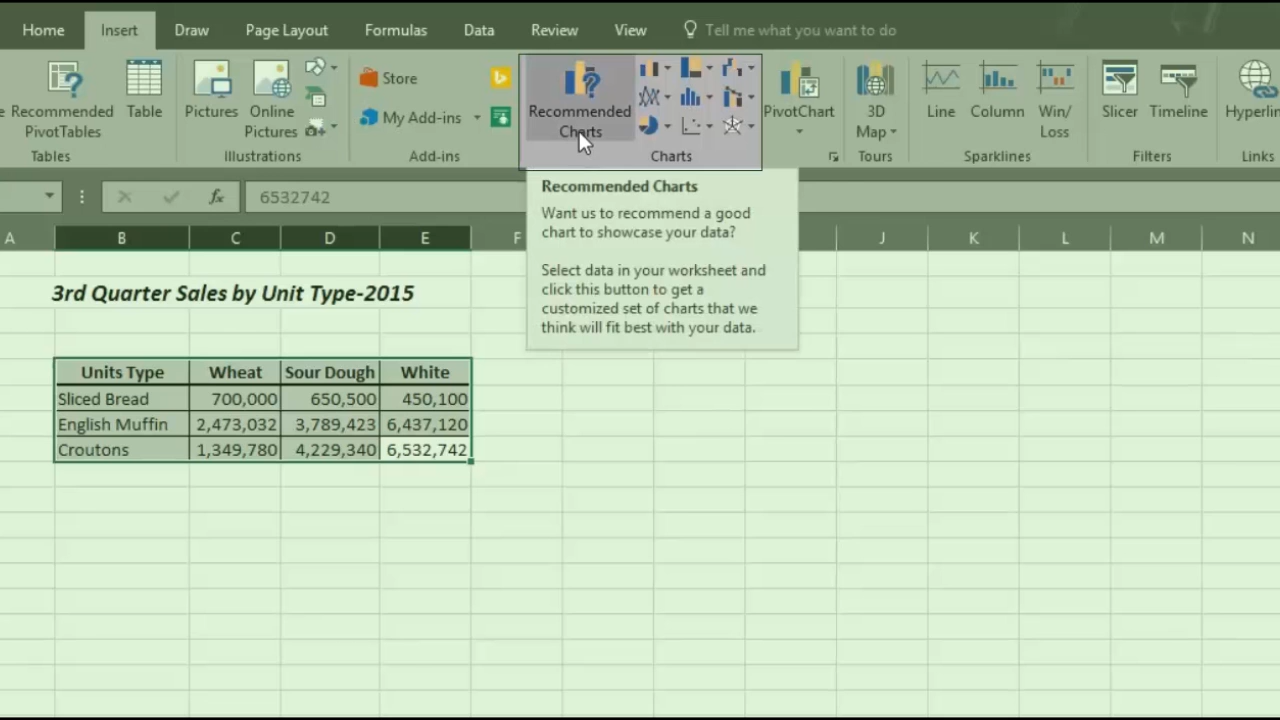 Home Insert Draw Page Layout Formulas Data Review View Tell me what you want to do
Recommended
PivotTables
Table
Pictures
Online
Pictures
Store
My Add-ins
Recommended
Charts
PivotChart
3D
Map
Line
Column
Win/
Loss
Slicer
Timeline
Tables Illustrations Add-ins Charts Tours Sparklines Filters Links
fx 6532742
A B C D E F J K L M N
Recommended Charts
Want us to recommend a good
chart to showcase your data?
Select data in your worksheet and
click this button to get a
customized set of charts that we
think will fit best with your data.
3rd Quarter Sales by Unit Type-2015
Units Type Wheat Sour Dough White
Sliced Bread 700,000 650,500 450,100
English Muffin 2,473,032 3,789,423 6,437,120
Croutons 1,349,780 4,229,340 6,532,742